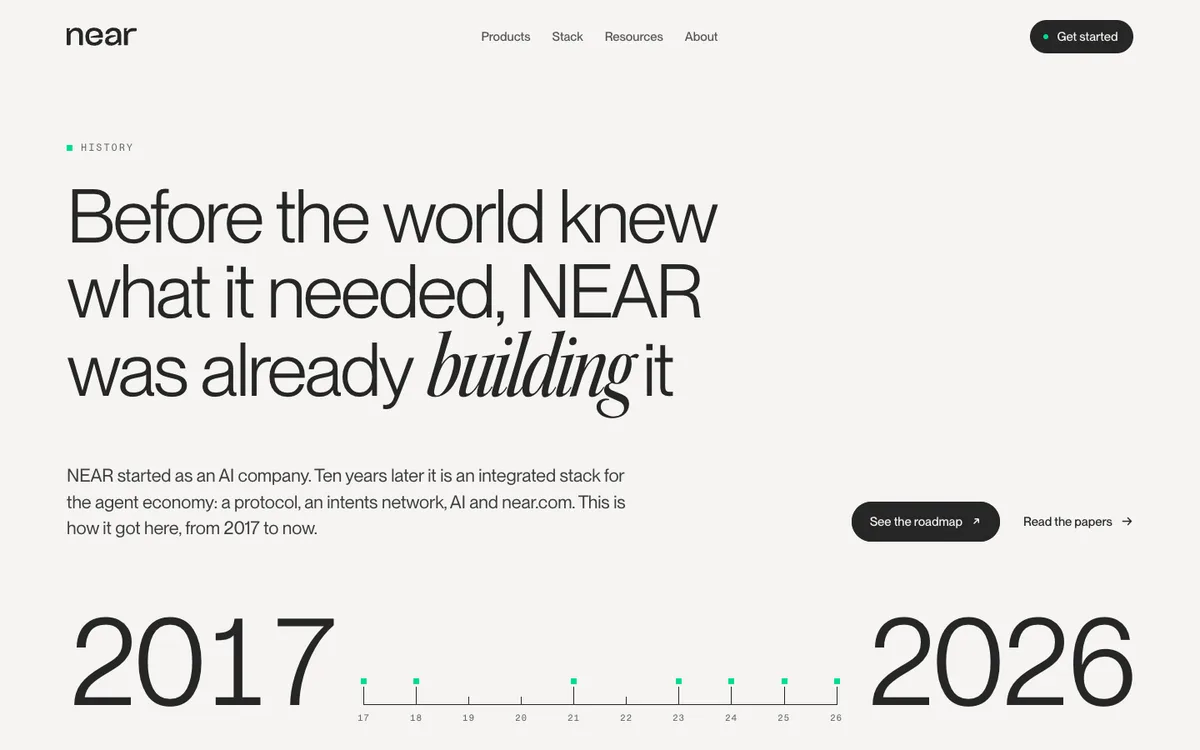 near
Products Stack Resources About
Get started
HISTORY
Before the world knew
what it needed, NEAR
was already building it
NEAR started as an AI company. Ten years later it is an integrated stack for
the agent economy: a protocol, an intents network, AI and near.com. This is
how it got here, from 2017 to now.
See the roadmap ↗ Read the papers →
2017 2026
17 18 19 20 21 22 23 24 25 26